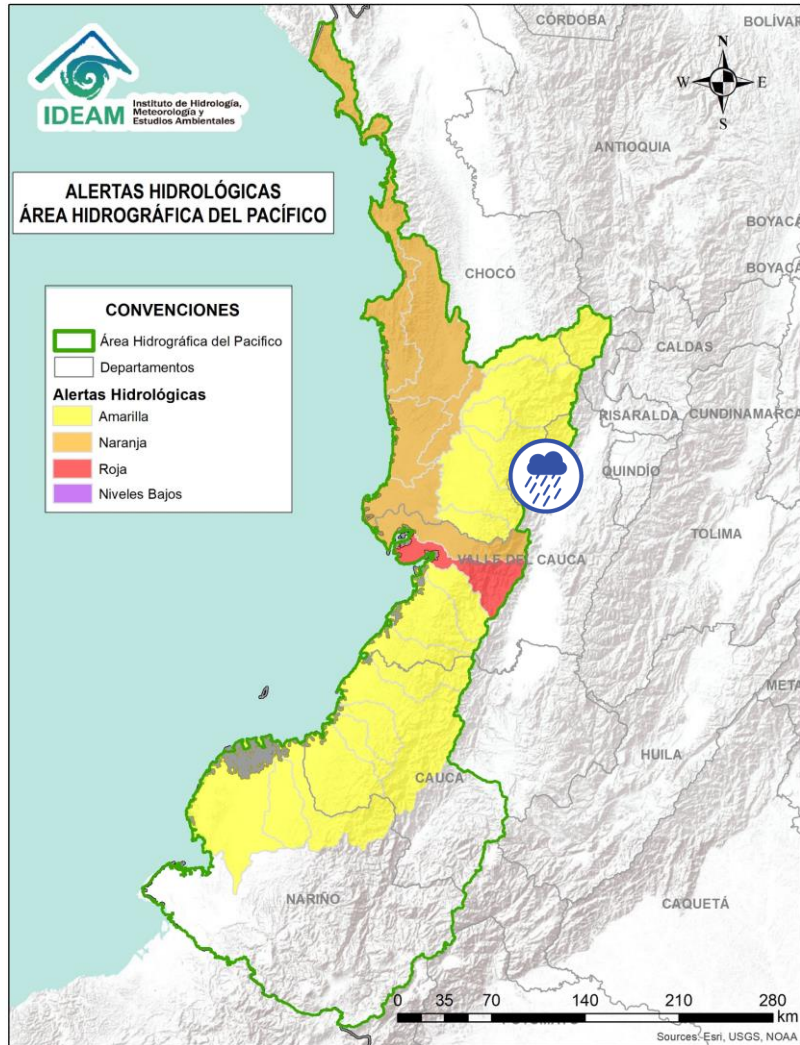 CÓRDOBA
BOLÍVAR
IDEAM
Instituto de Hidrología,
Meteorología y
Estudios Ambientales
N
W
E
S
ANTIOQUIA
ALERTAS HIDROLÓGICAS
ÁREA HIDROGRÁFICA DEL PACÍFICO
BOYACÁ
CHOCÓ
BOYACÁ
CONVENCIONES
Área Hidrográfica del Pacifico
Departamentos
Alertas Hidrológicas
Amarilla
Naranja
Roja
Niveles Bajos
CALDAS
RISARALDA
CUNDINAMARCA
QUINDÍO
TOLIMA
VALLE DEL CAUCA
META
HUILA
CAUCA
NARIÑO
CAQUETÁ
0 35 70 140 210 280
km
Sources: Esri, USGS, NOAA